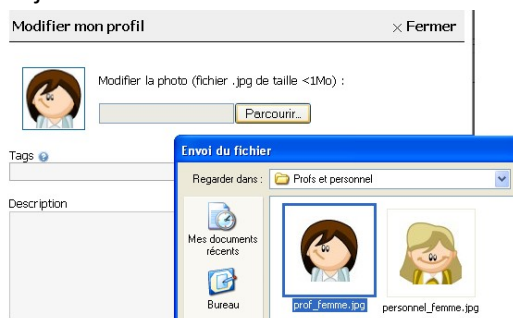 Modifier mon profil
× Fermer
Modifier la photo (fichier .jpg de taille <1Mo) :
Parcourir...
Tags
Description
Envoi du fichier
Regarder dans :
Profs et personnel
Mes documents
récents
Bureau
prof_femme.jpg
personnel_femme.jpg